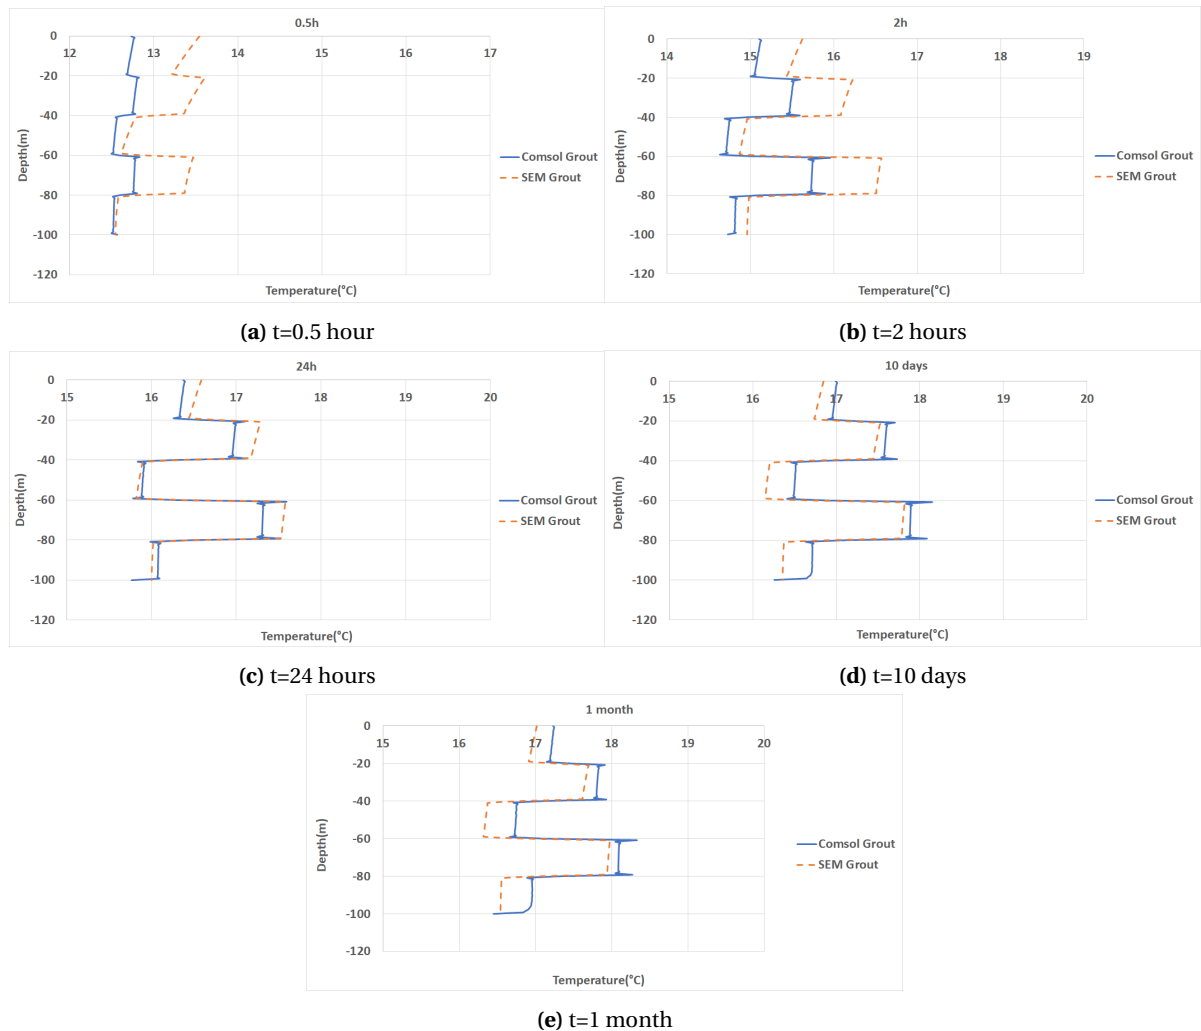 0.5h
12 13 14 15 16 17
0
-20
-40
-60
-80
-100
-120
Depth(m)
Temperature(°C)
Comsol Grout
SEM Grout
(a) t=0.5 hour
2h
14 15 16 17 18 19
0
-20
-40
-60
-80
-100
-120
Depth(m)
Temperature(°C)
Comsol Grout
SEM Grout
(b) t=2 hours
24h
15 16 17 18 19 20
0
-20
-40
-60
-80
-100
-120
Depth(m)
Temperature(°C)
Comsol Grout
SEM Grout
(c) t=24 hours
10 days
15 16 17 18 19 20
0
-20
-40
-60
-80
-100
-120
Depth(m)
Temperature(°C)
Comsol Grout
SEM Grout
(d) t=10 days
1 month
15 16 17 18 19 20
0
-20
-40
-60
-80
-100
-120
Depth(m)
Temperature(°C)
Comsol Grout
SEM Grout
(e) t=1 month